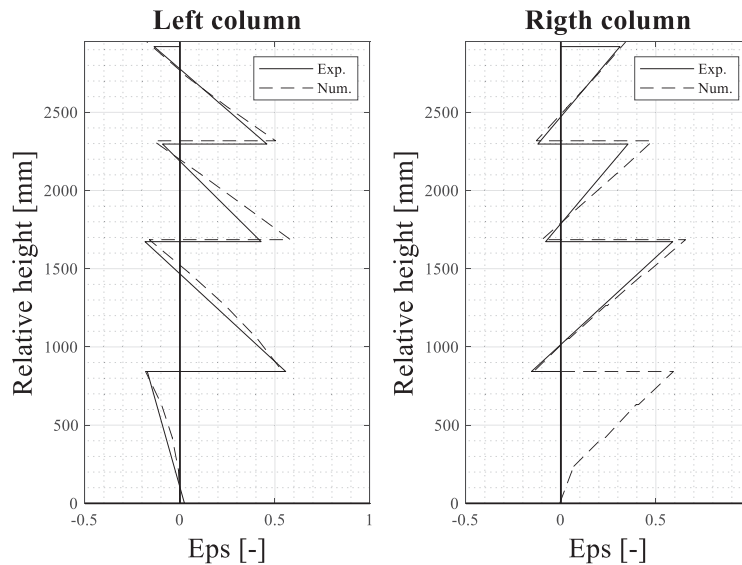 Left column
Exp.
Num.
2500
2000
1500
1000
500
0
-0.5
0
0.5
1
Relative height [mm]
Eps [-]
Rigth column
Exp.
Num.
2500
2000
1500
1000
500
0
-0.5
0
0.5
Relative height [mm]
Eps [-]